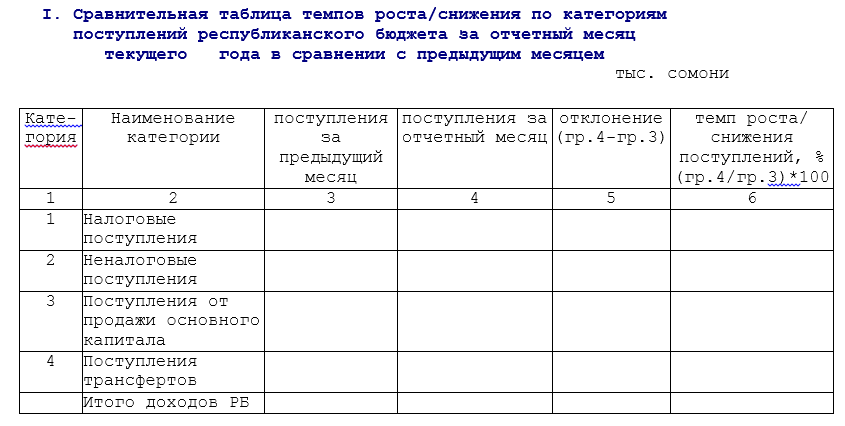 I. Сравнительная таблица темпов роста/снижения по категориям
поступлений республиканского бюджета за отчетный месяц
текущего года в сравнении с предыдущим месяцем
тыс. сомони
Кате- Наименование поступления поступления за отклонение темп роста/
гория категории за отчетный месяц (гр.4-гр.3) снижения
предыдущий поступлений, %
месяц (гр.4/гр.3)*100
1 2 3 4 5 6
1 Налоговые
поступления
2 Неналоговые
поступления
3 Поступления от
продажи основного
капитала
4 Поступления
трансфертов
Итого доходов РБ